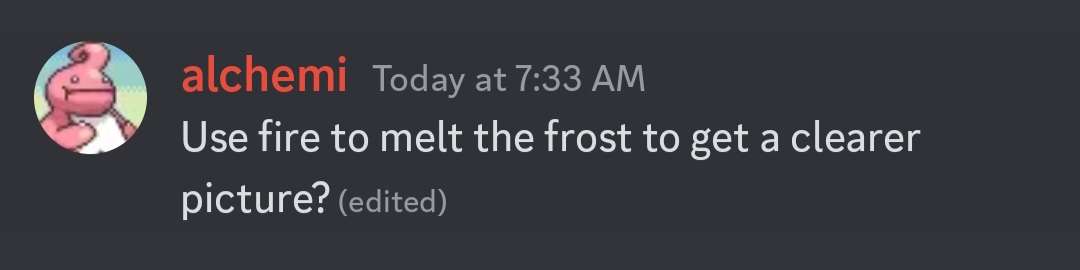 alchemi Today at 7:33 AM
Use fire to melt the frost to get a clearer
picture? (edited)